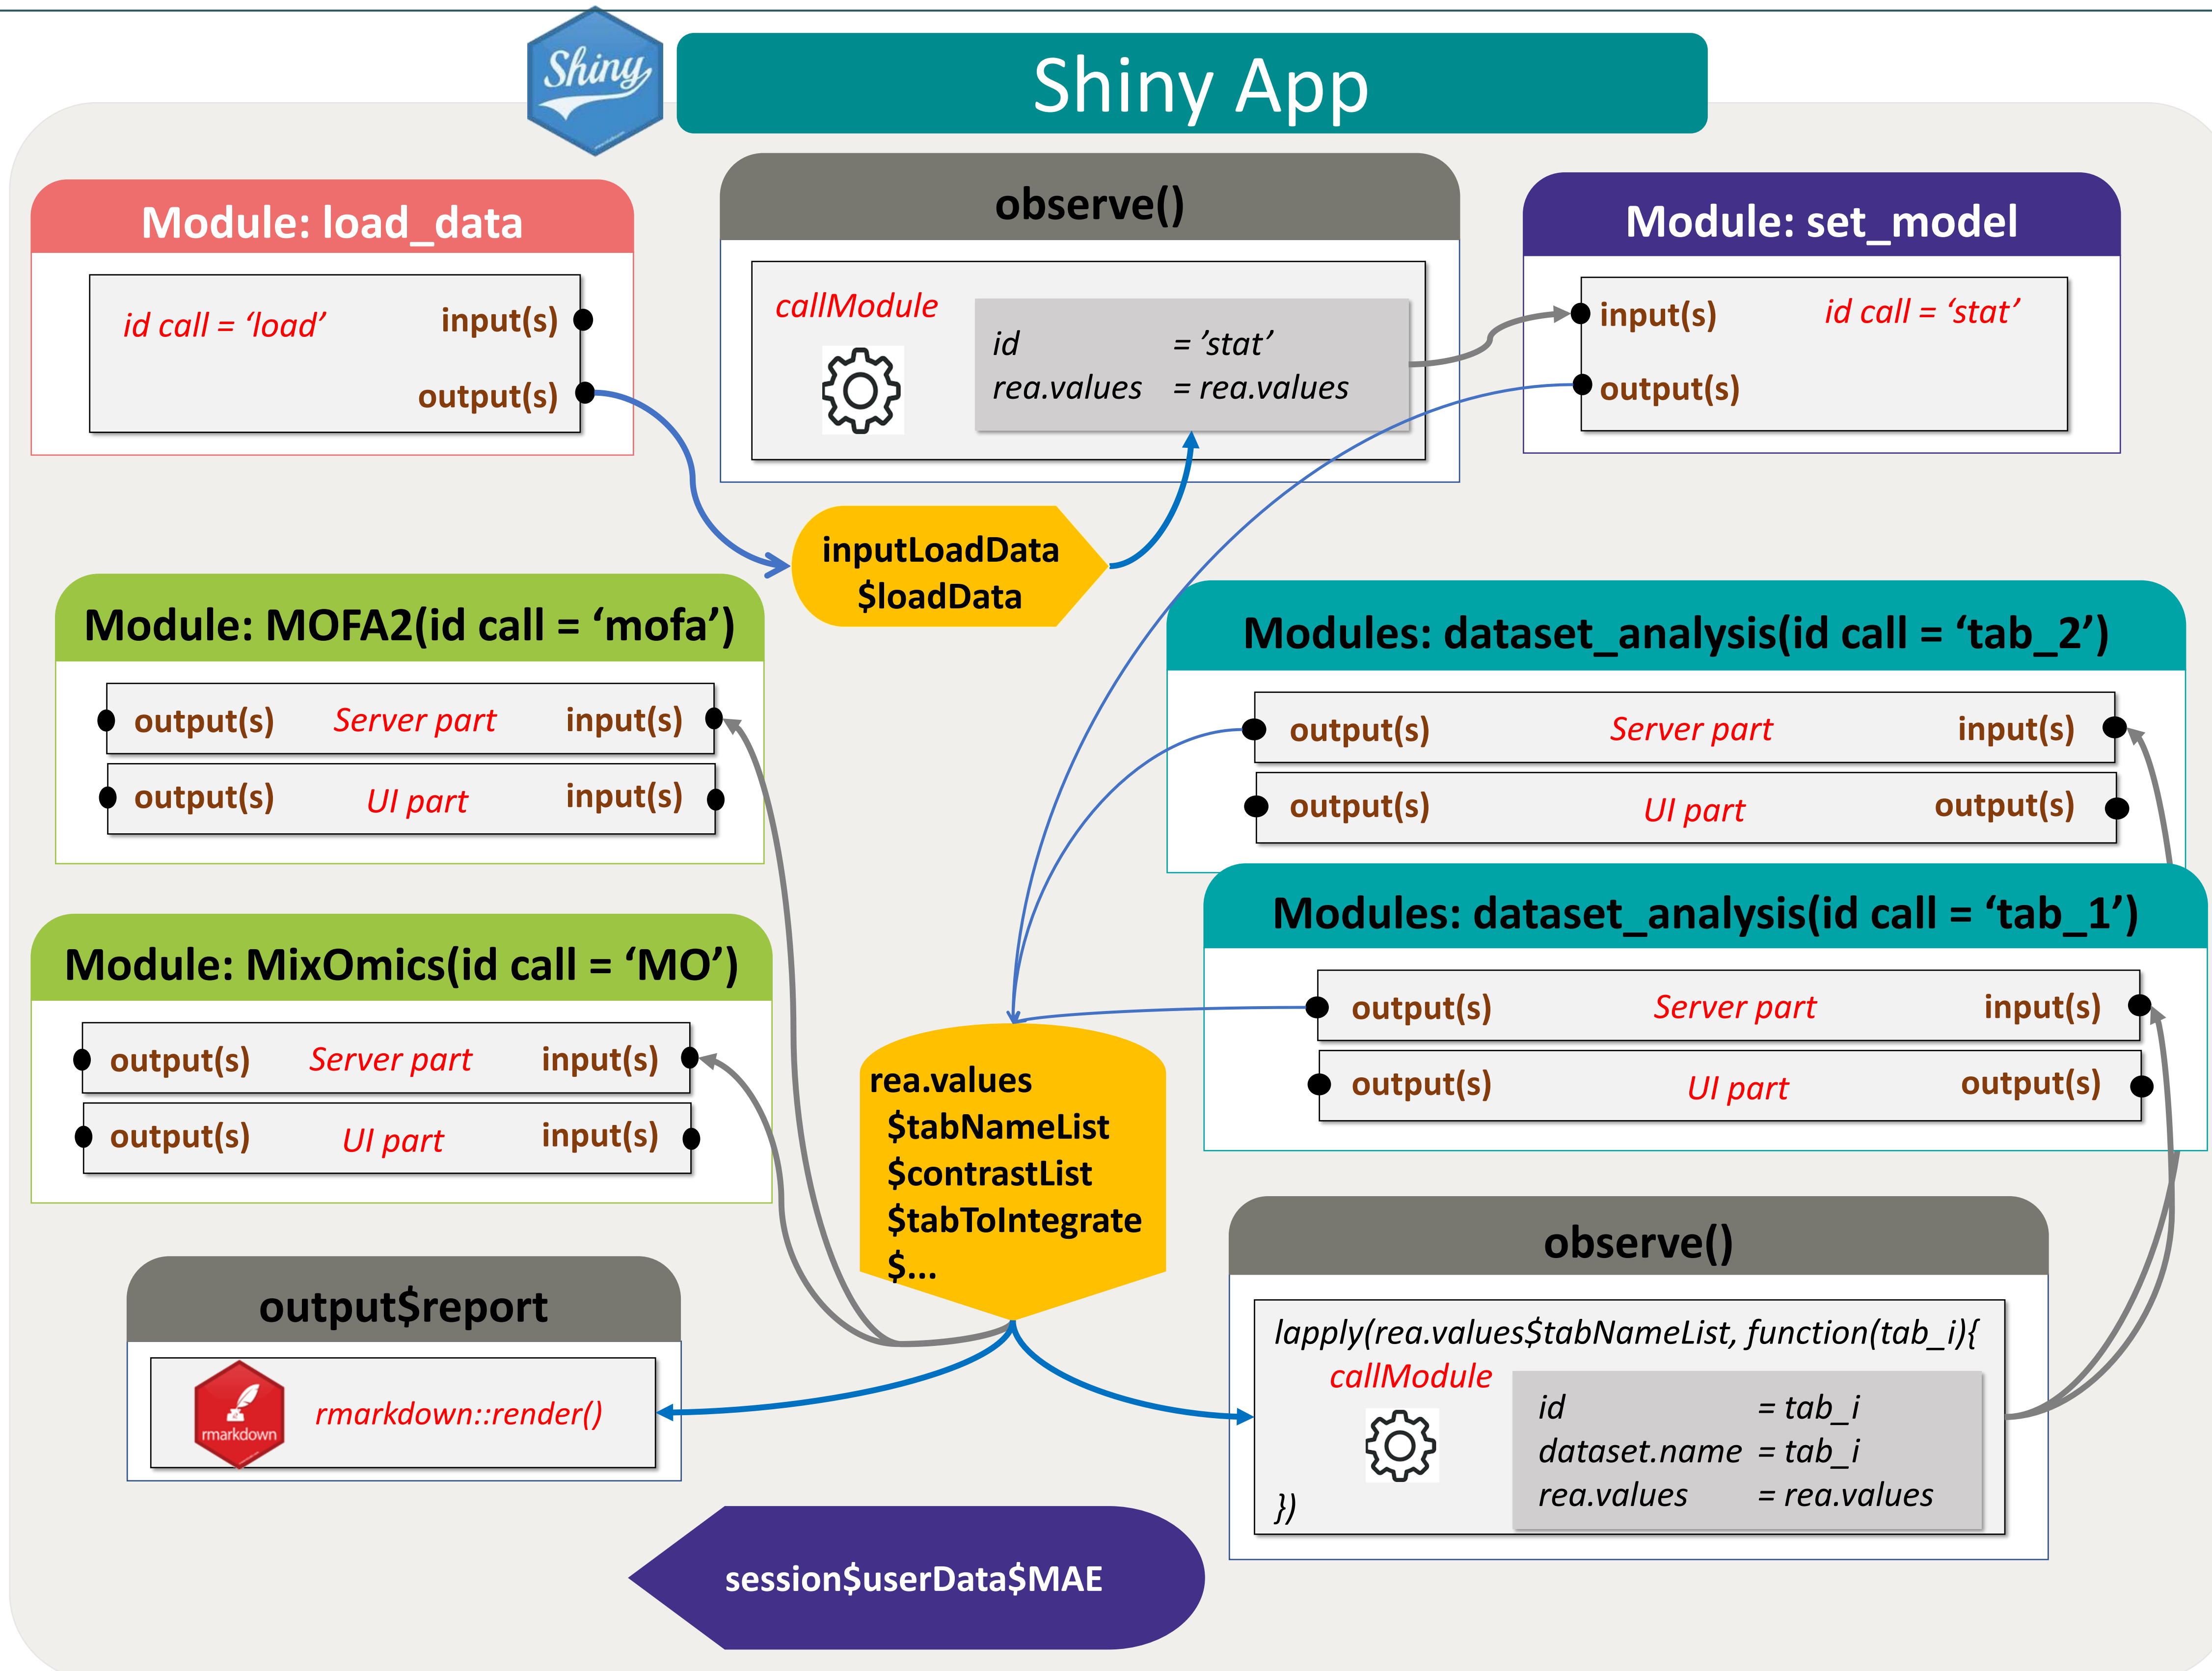 Shiny
Shiny App
Module: load_data
id call = ‘load’
input(s)
output(s)
observe()
callModule
id = ’stat’
rea.values = rea.values
Module: set_model
input(s)
id call = ‘stat’
output(s)
inputLoadData
$loadData
Module: MOFA2(id call = ‘mofa’)
output(s) Server part input(s)
output(s) UI part input(s)
Modules: dataset_analysis(id call = ‘tab_2’)
output(s) Server part input(s)
output(s) UI part output(s)
Modules: dataset_analysis(id call = ‘tab_1’)
output(s) Server part input(s)
output(s) UI part output(s)
Module: MixOmics(id call = ‘MO’)
output(s) Server part input(s)
output(s) UI part input(s)
rea.values
$tabNameList
$contrastList
$tabToIntegrate
$...
output$report
rmarkdown
rmarkdown::render()
observe()
lapply(rea.values$tabNameList, function(tab_i){
callModule
id = tab_i
dataset.name = tab_i
rea.values = rea.values
})
session$userData$MAE